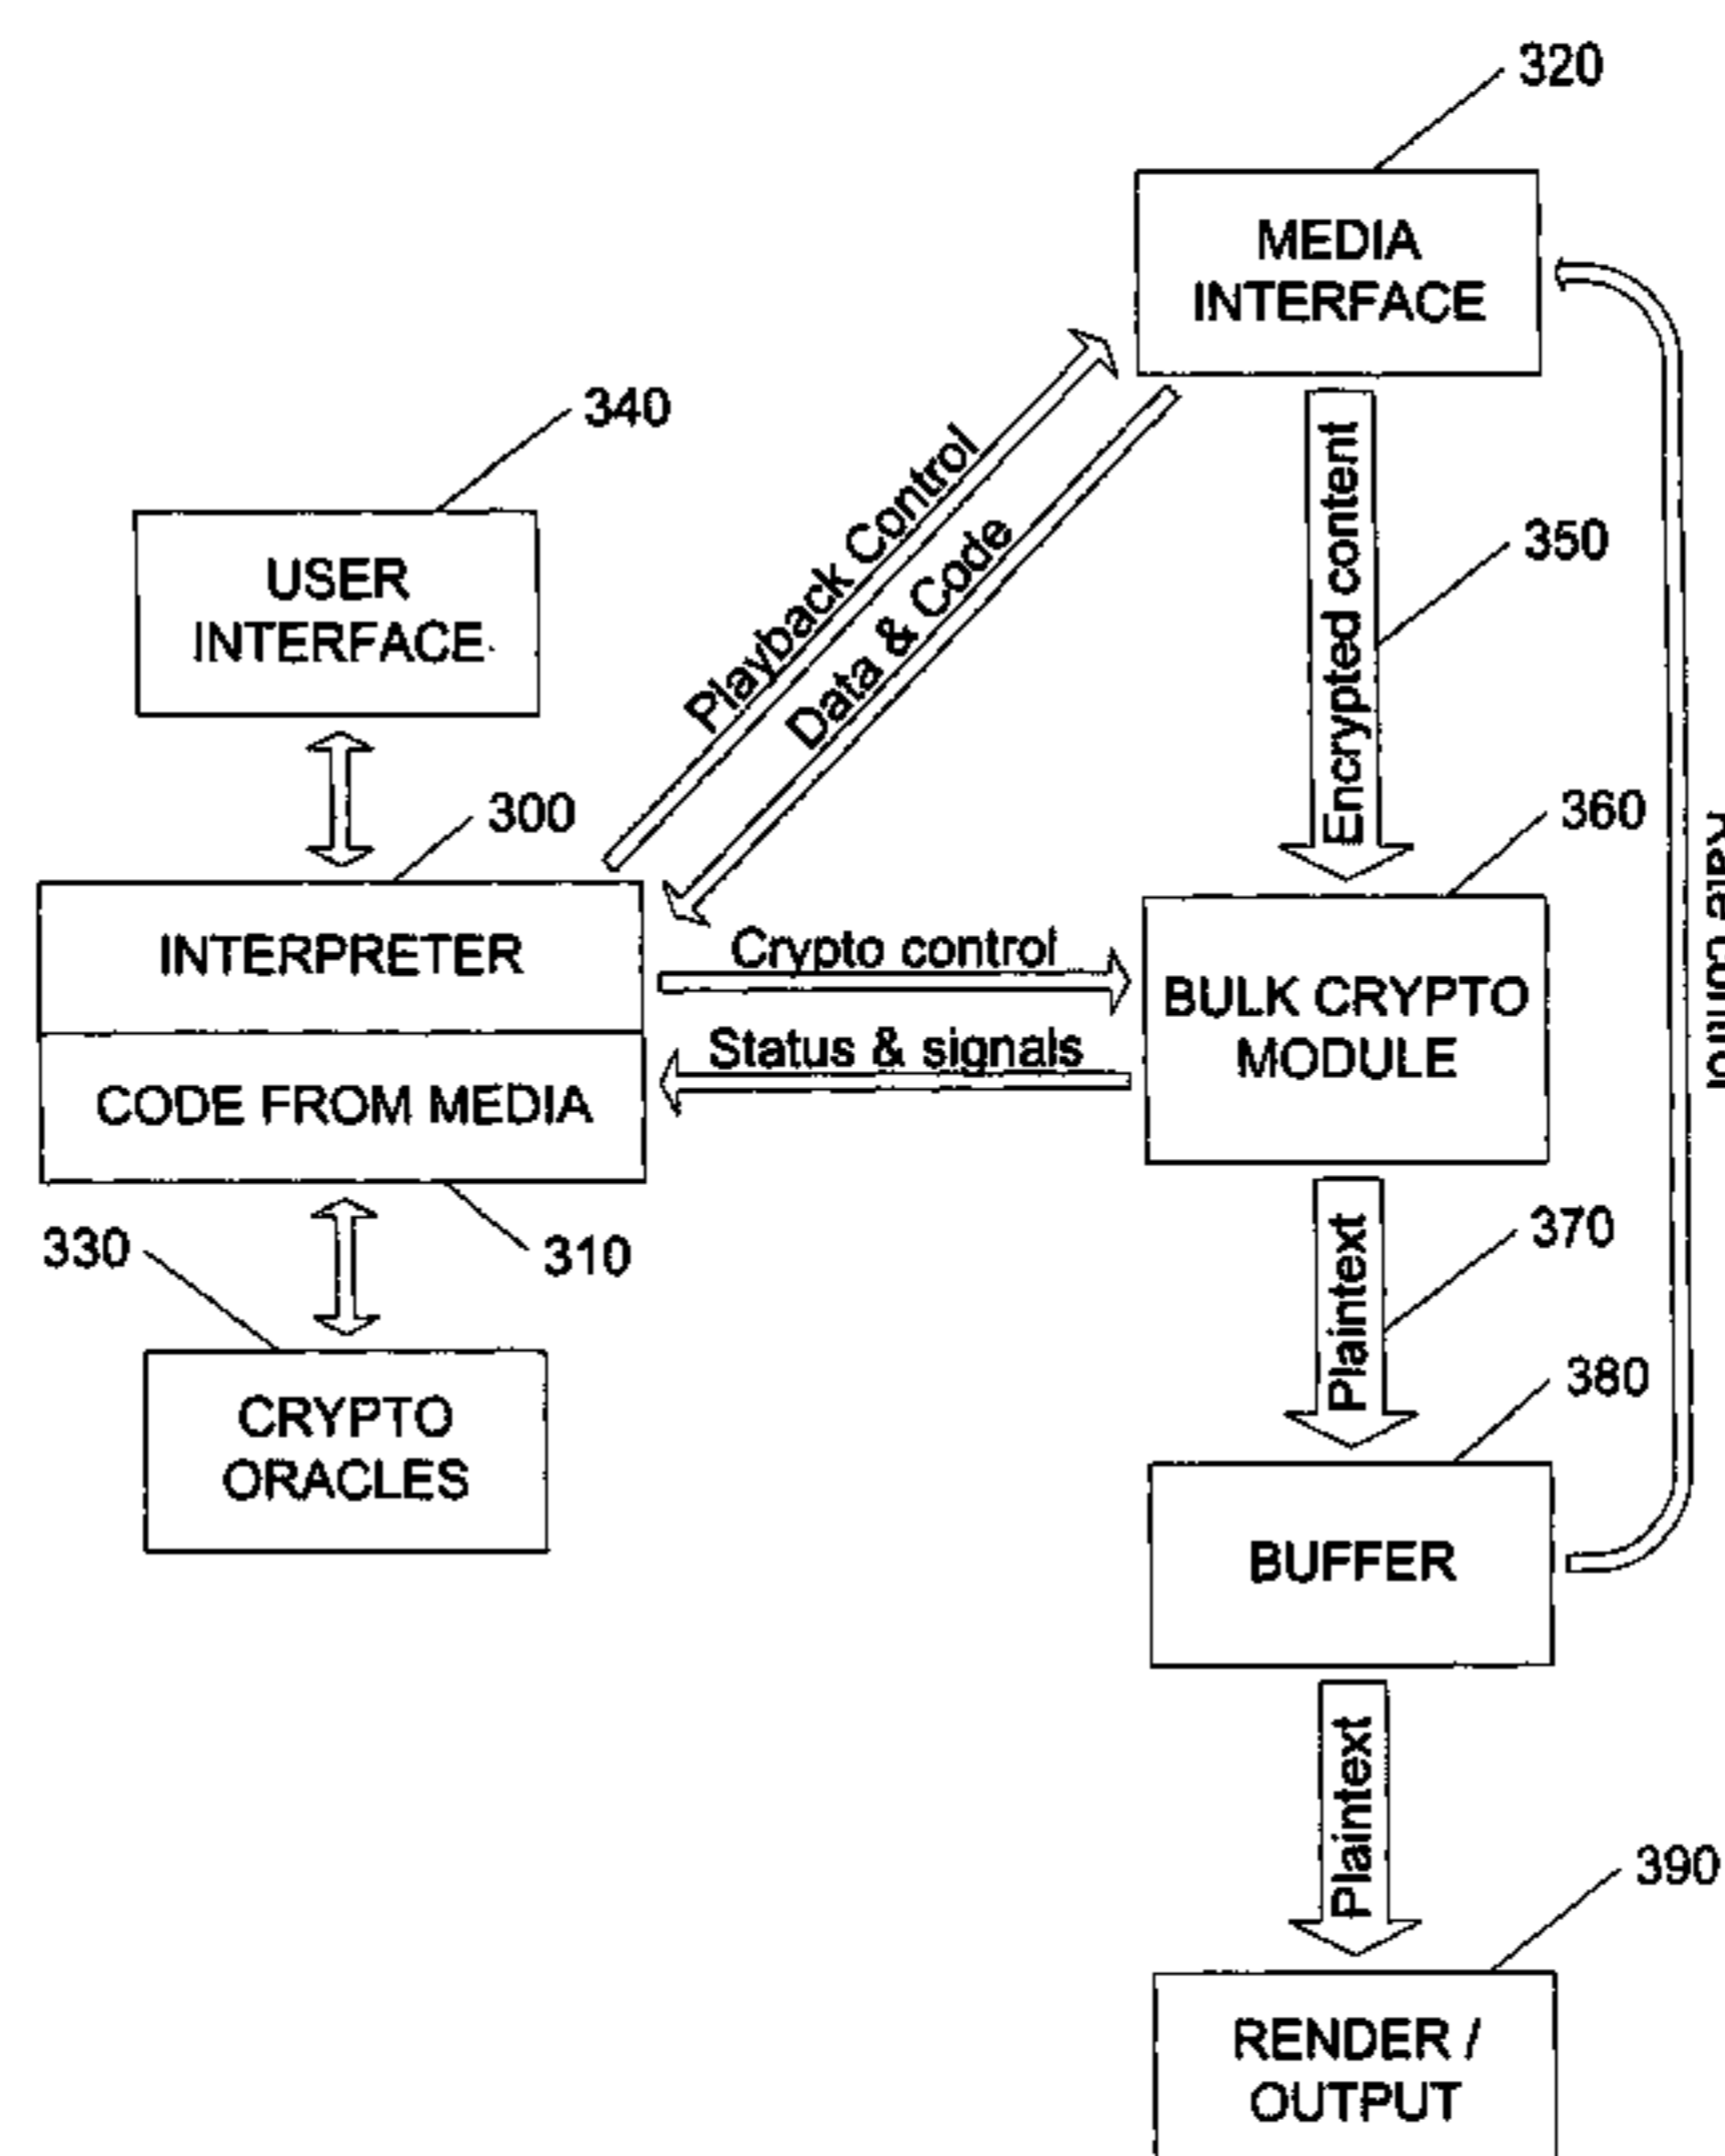 320
MEDIA
INTERFACE
340
USER
INTERFACE
Playback Control
Data & Code
Encrypted content
350
300
360
INTERPRETER
CODE FROM MEDIA
Crypto control
Status & signals
BULK CRYPTO
MODULE
Rate control
330
310
370
Plaintext
CRYPTO
ORACLES
380
BUFFER
Plaintext
390
RENDER /
OUTPUT